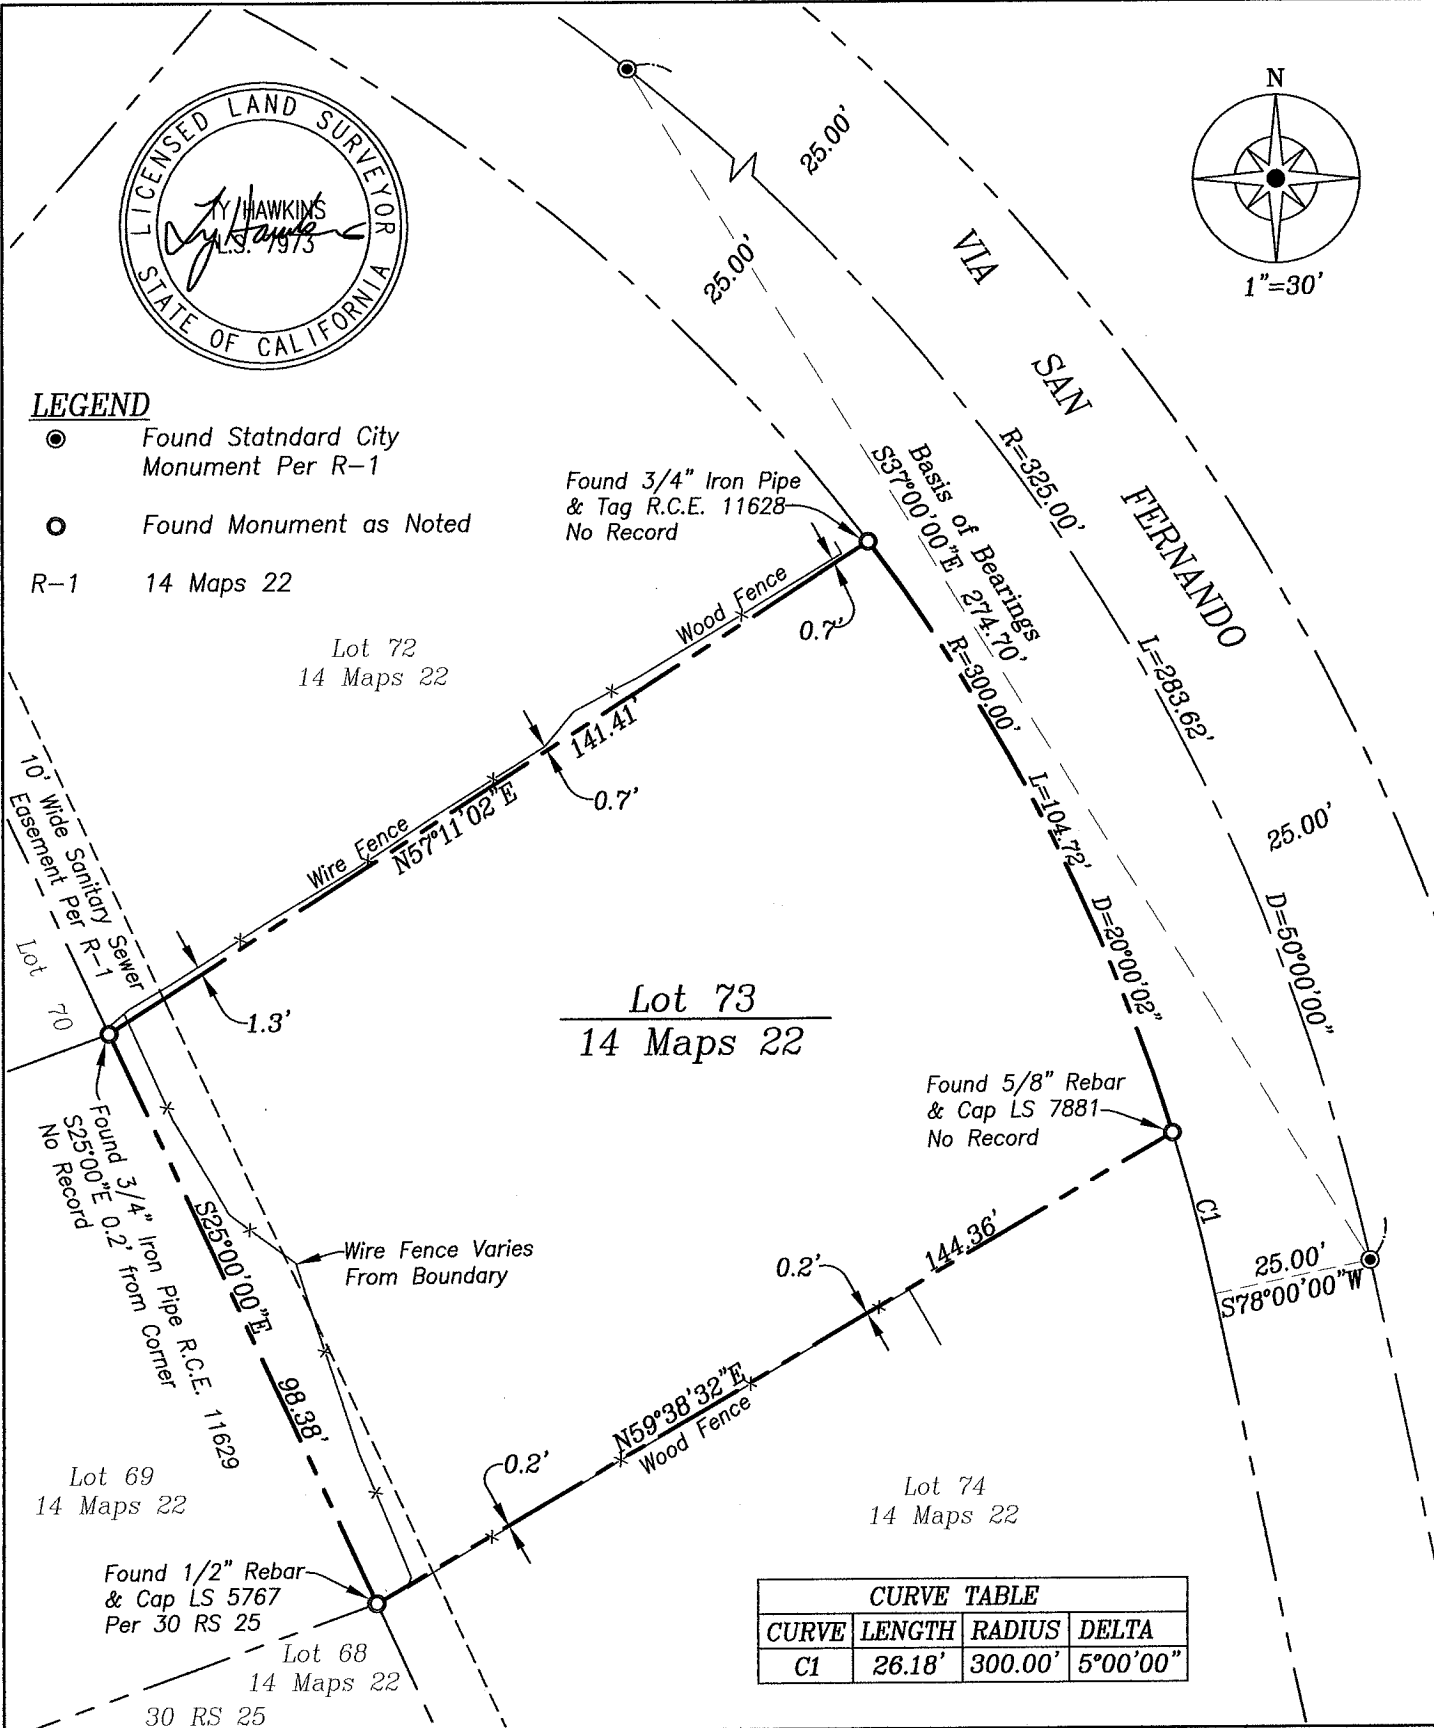 LICENSED LAND SURVEYOR
TY HAWKINS
L.S. 7973
STATE OF CALIFORNIA
N
1"=30'
25.00'
25.00'
VIA
SAN
FERNANDO
LEGEND
Found Statndard City
Monument Per R-1
Found Monument as Noted
R-1 14 Maps 22
Found 3/4" Iron Pipe
& Tag R.C.E. 11628
No Record
Basis of Bearings
S37°00'00"E 274.70'
R=325.00'
L=283.62'
D=50°00'00"
25.00'
R=300.00'
L=104.72'
D=20°00'02"
Lot 72
14 Maps 22
Wood Fence
0.7'
141.41'
N57°11'02"E
0.7'
Wire Fence
1.3'
10' Wide Sanitary Sewer
Easement Per R-1
Lot 70
Lot 73
14 Maps 22
Found 5/8" Rebar
& Cap LS 7881
No Record
Found 3/4" Iron Pipe R.C.E. 11629
S25°00"E 0.2' from Corner
No Record
S25°00'00"E
98.38'
Wire Fence Varies
From Boundary
C1
25.00'
S78°00'00"W
144.36'
0.2'
N59°38'32"E
Wood Fence
0.2'
Lot 69
14 Maps 22
Lot 74
14 Maps 22
Found 1/2" Rebar
& Cap LS 5767
Per 30 RS 25
Lot 68
14 Maps 22
30 RS 25
CURVE TABLE
CURVE LENGTH RADIUS DELTA
C1 26.18' 300.00' 5°00'00"